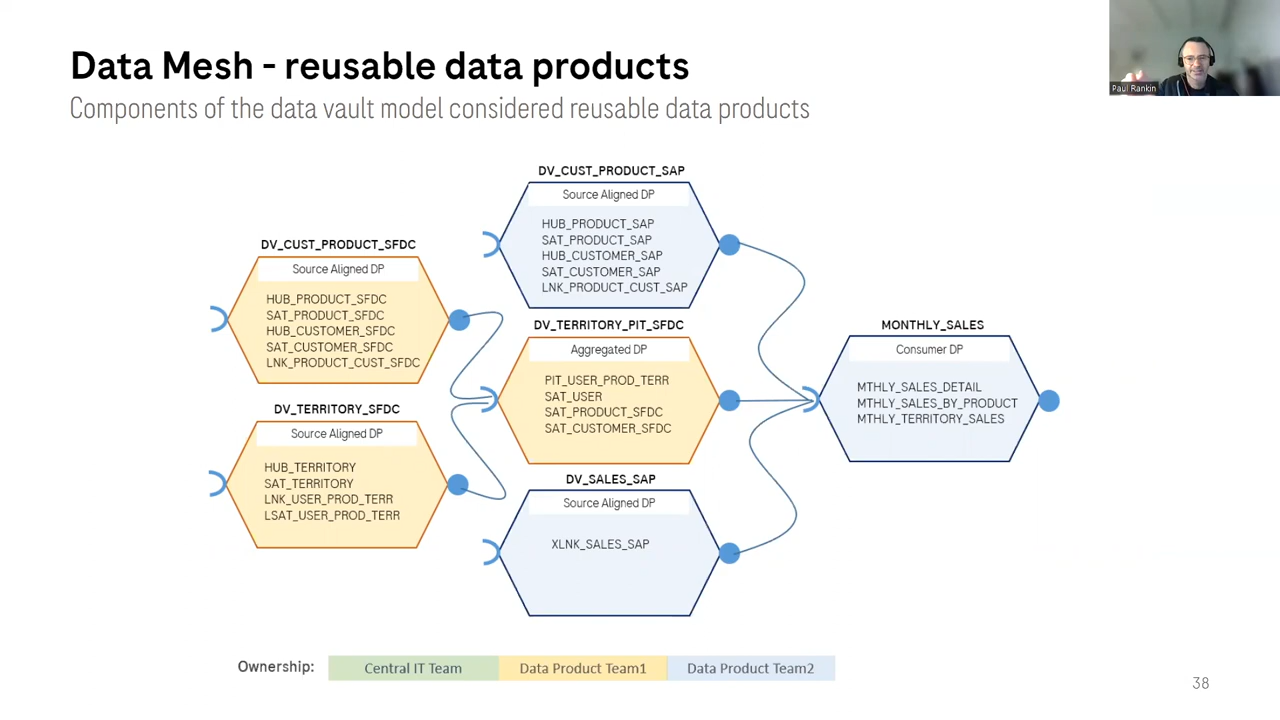 Data Mesh - reusable data products
Components of the data vault model considered reusable data products
Paul Rankin
DV_CUST_PRODUCT_SFDC
Source Aligned DP
HUB_PRODUCT_SFDC
SAT_PRODUCT_SFDC
HUB_CUSTOMER_SFDC
SAT_CUSTOMER_SFDC
LNK_PRODUCT_CUST_SFDC
DV_TERRITORY_SFDC
Source Aligned DP
HUB_TERRITORY
SAT_TERRITORY
LNK_USER_PROD_TERR
LSAT_USER_PROD_TERR
DV_CUST_PRODUCT_SAP
Source Aligned DP
HUB_PRODUCT_SAP
SAT_PRODUCT_SAP
HUB_CUSTOMER_SAP
SAT_CUSTOMER_SAP
LNK_PRODUCT_CUST_SAP
DV_TERRITORY_PIT_SFDC
Aggregated DP
PIT_USER_PROD_TERR
SAT_USER
SAT_PRODUCT_SFDC
SAT_CUSTOMER_SFDC
DV_SALES_SAP
Source Aligned DP
XLNK_SALES_SAP
MONTHLY_SALES
Consumer DP
MTHLY_SALES_DETAIL
MTHLY_SALES_BY_PRODUCT
MTHLY_TERRITORY_SALES
Ownership:
Central IT Team
Data Product Team1
Data Product Team2
38